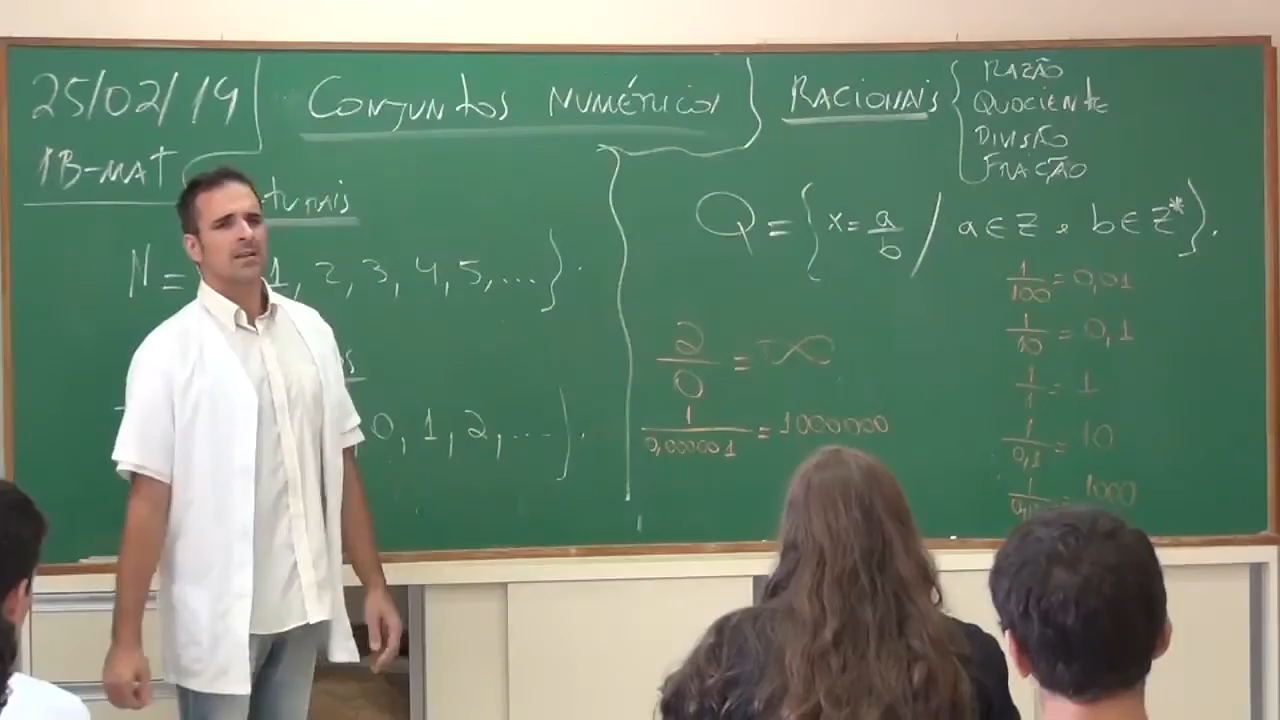 25/02/19
1B-MAT
CONJUNTOS NUMÉRICOS
N = 1, 2, 3, 4, 5, ... }.
0, 1, 2, ... }.
RACIONAIS { RAZÃO
QUOCIENTE
DIVISÃO
FRAÇÃO
Q = { x = a/b / a ∈ Z e b ∈ Z* }.
2/0 = ∞
1/0,000001 = 1000000
1/100 = 0,01
1/10 = 0,1
1/1 = 1
1/0,1 = 10
= 1000